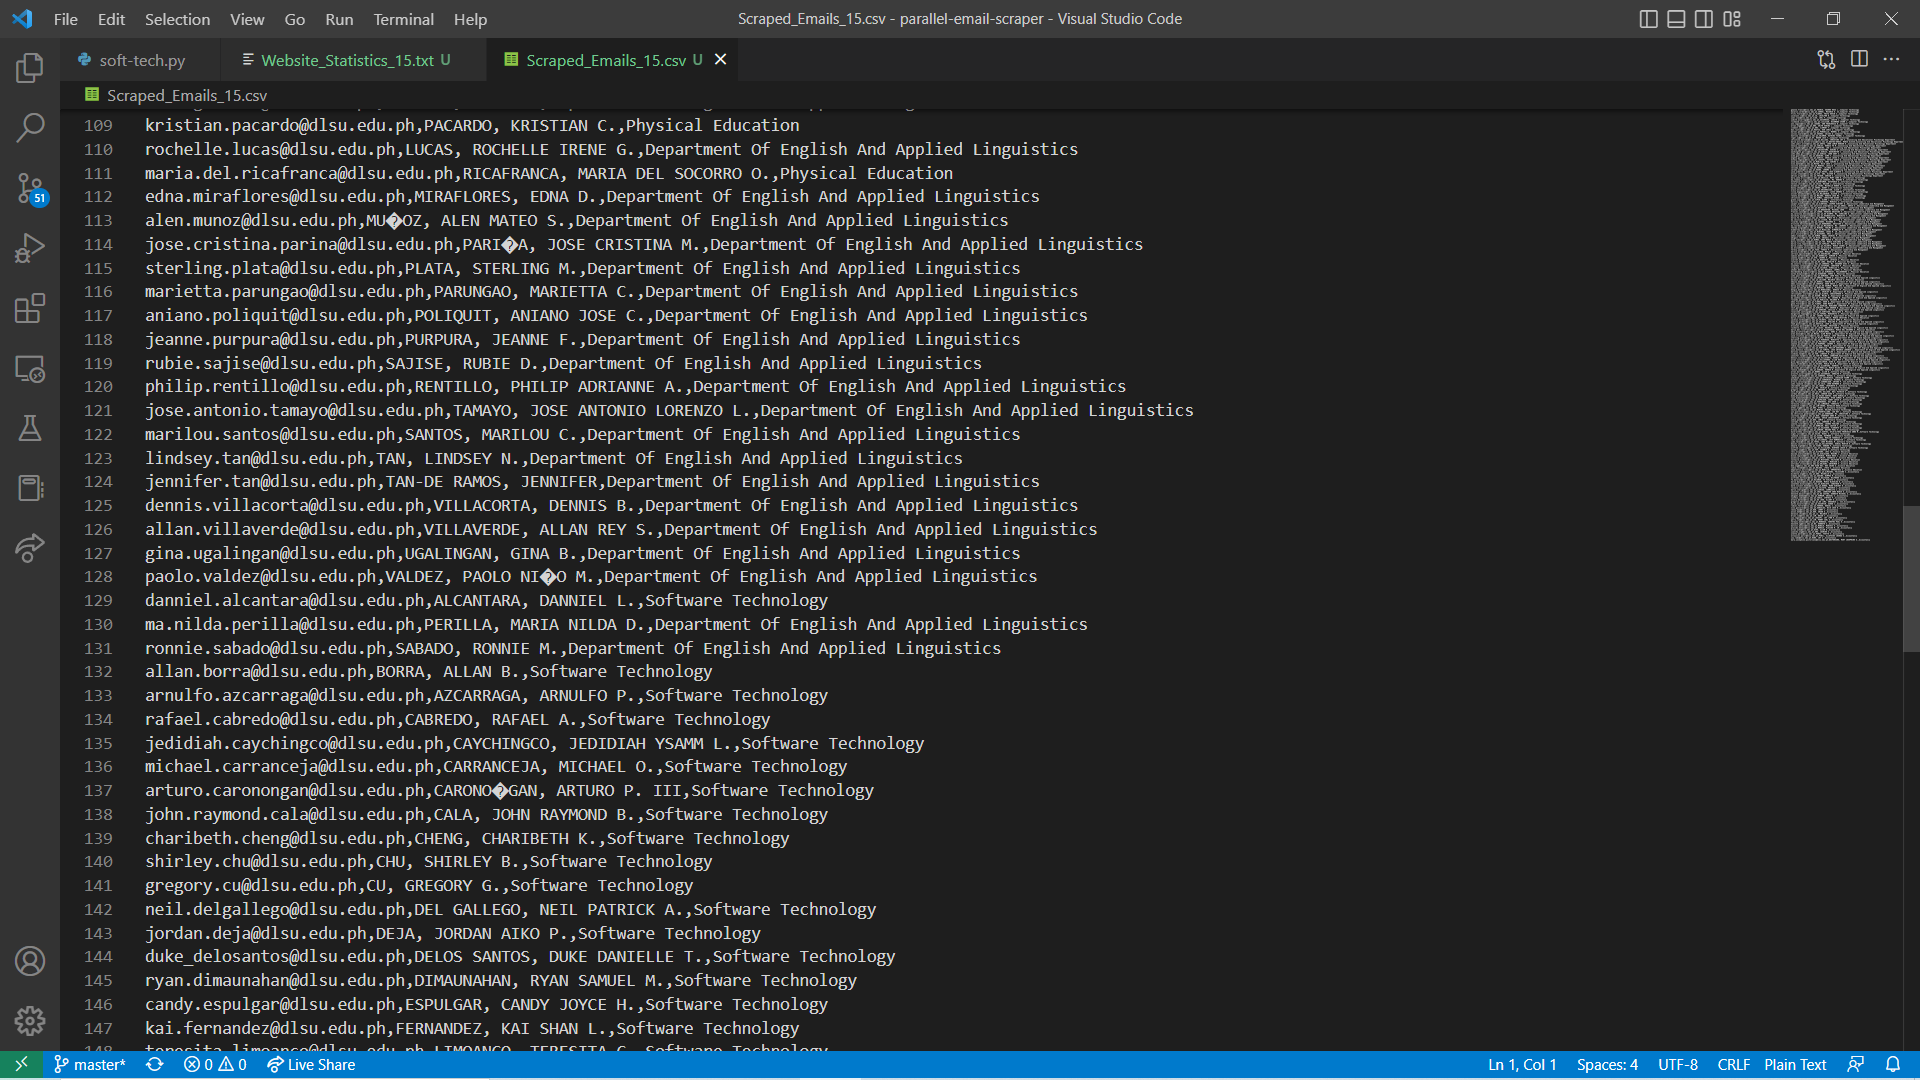 File Edit Selection View Go Run Terminal Help
Scraped_Emails_15.csv - parallel-email-scraper - Visual Studio Code
soft-tech.py
Website_Statistics_15.txt U
Scraped_Emails_15.csv U
Scraped_Emails_15.csv
51
109 kristian.pacardo@dlsu.edu.ph,PACARDO, KRISTIAN C.,Physical Education
110 rochelle.lucas@dlsu.edu.ph,LUCAS, ROCHELLE IRENE G.,Department Of English And Applied Linguistics
111 maria.del.ricafranca@dlsu.edu.ph,RICAFRANCA, MARIA DEL SOCORRO O.,Physical Education
112 edna.miraflores@dlsu.edu.ph,MIRAFLORES, EDNA D.,Department Of English And Applied Linguistics
113 alen.munoz@dlsu.edu.ph,MU�OZ, ALEN MATEO S.,Department Of English And Applied Linguistics
114 jose.cristina.parina@dlsu.edu.ph,PARI�A, JOSE CRISTINA M.,Department Of English And Applied Linguistics
115 sterling.plata@dlsu.edu.ph,PLATA, STERLING M.,Department Of English And Applied Linguistics
116 marietta.parungao@dlsu.edu.ph,PARUNGAO, MARIETTA C.,Department Of English And Applied Linguistics
117 aniano.poliquit@dlsu.edu.ph,POLIQUIT, ANIANO JOSE C.,Department Of English And Applied Linguistics
118 jeanne.purpura@dlsu.edu.ph,PURPURA, JEANNE F.,Department Of English And Applied Linguistics
119 rubie.sajise@dlsu.edu.ph,SAJISE, RUBIE D.,Department Of English And Applied Linguistics
120 philip.rentillo@dlsu.edu.ph,RENTILLO, PHILIP ADRIANNE A.,Department Of English And Applied Linguistics
121 jose.antonio.tamayo@dlsu.edu.ph,TAMAYO, JOSE ANTONIO LORENZO L.,Department Of English And Applied Linguistics
122 marilou.santos@dlsu.edu.ph,SANTOS, MARILOU C.,Department Of English And Applied Linguistics
123 lindsey.tan@dlsu.edu.ph,TAN, LINDSEY N.,Department Of English And Applied Linguistics
124 jennifer.tan@dlsu.edu.ph,TAN-DE RAMOS, JENNIFER,Department Of English And Applied Linguistics
125 dennis.villacorta@dlsu.edu.ph,VILLACORTA, DENNIS B.,Department Of English And Applied Linguistics
126 allan.villaverde@dlsu.edu.ph,VILLAVERDE, ALLAN REY S.,Department Of English And Applied Linguistics
127 gina.ugalingan@dlsu.edu.ph,UGALINGAN, GINA B.,Department Of English And Applied Linguistics
128 paolo.valdez@dlsu.edu.ph,VALDEZ, PAOLO NI�O M.,Department Of English And Applied Linguistics
129 danniel.alcantara@dlsu.edu.ph,ALCANTARA, DANNIEL L.,Software Technology
130 ma.nilda.perilla@dlsu.edu.ph,PERILLA, MARIA NILDA D.,Department Of English And Applied Linguistics
131 ronnie.sabado@dlsu.edu.ph,SABADO, RONNIE M.,Department Of English And Applied Linguistics
132 allan.borra@dlsu.edu.ph,BORRA, ALLAN B.,Software Technology
133 arnulfo.azcarraga@dlsu.edu.ph,AZCARRAGA, ARNULFO P.,Software Technology
134 rafael.cabredo@dlsu.edu.ph,CABREDO, RAFAEL A.,Software Technology
135 jedidiah.caychingco@dlsu.edu.ph,CAYCHINGCO, JEDIDIAH YSAMM L.,Software Technology
136 michael.carranceja@dlsu.edu.ph,CARRANCEJA, MICHAEL O.,Software Technology
137 arturo.caronongan@dlsu.edu.ph,CARONO�GAN, ARTURO P. III,Software Technology
138 john.raymond.cala@dlsu.edu.ph,CALA, JOHN RAYMOND B.,Software Technology
139 charibeth.cheng@dlsu.edu.ph,CHENG, CHARIBETH K.,Software Technology
140 shirley.chu@dlsu.edu.ph,CHU, SHIRLEY B.,Software Technology
141 gregory.cu@dlsu.edu.ph,CU, GREGORY G.,Software Technology
142 neil.delgallego@dlsu.edu.ph,DEL GALLEGO, NEIL PATRICK A.,Software Technology
143 jordan.deja@dlsu.edu.ph,DEJA, JORDAN AIKO P.,Software Technology
144 duke_delosantos@dlsu.edu.ph,DELOS SANTOS, DUKE DANIELLE T.,Software Technology
145 ryan.dimaunahan@dlsu.edu.ph,DIMAUNAHAN, RYAN SAMUEL M.,Software Technology
146 candy.espulgar@dlsu.edu.ph,ESPULGAR, CANDY JOYCE H.,Software Technology
147 kai.fernandez@dlsu.edu.ph,FERNANDEZ, KAI SHAN L.,Software Technology
master* 0 0 Live Share
Ln 1, Col 1 Spaces: 4 UTF-8 CRLF Plain Text